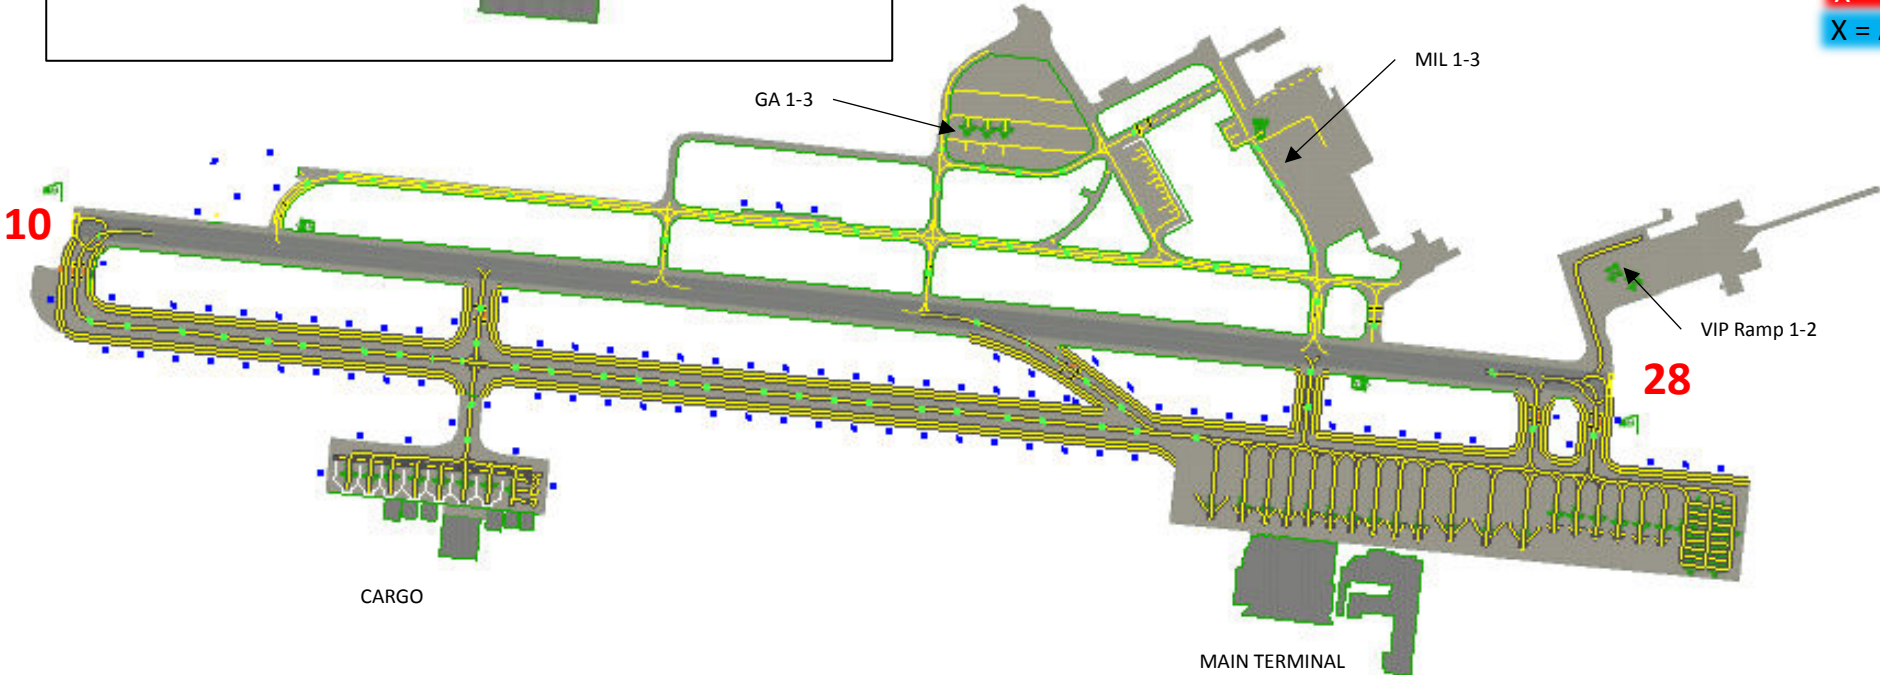 X = 
MIL 1-3
GA 1-3
10
VIP Ramp 1-2
28
CARGO
MAIN TERMINAL